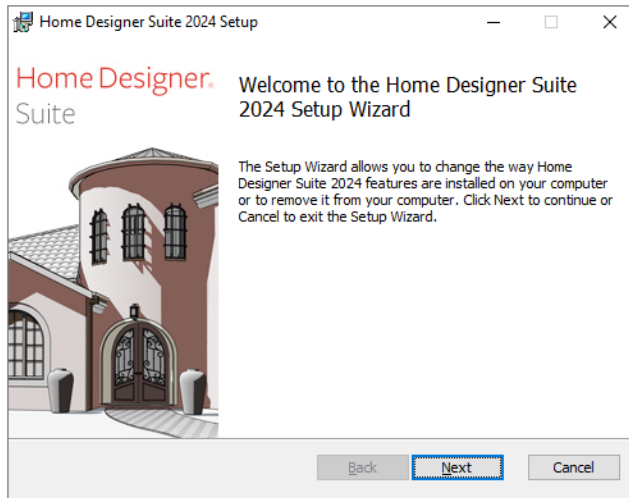 Home Designer Suite 2024 Setup
Home Designer®
Suite
Welcome to the Home Designer Suite
2024 Setup Wizard
The Setup Wizard allows you to change the way Home
Designer Suite 2024 features are installed on your computer
or to remove it from your computer. Click Next to continue or
Cancel to exit the Setup Wizard.
Back Next Cancel